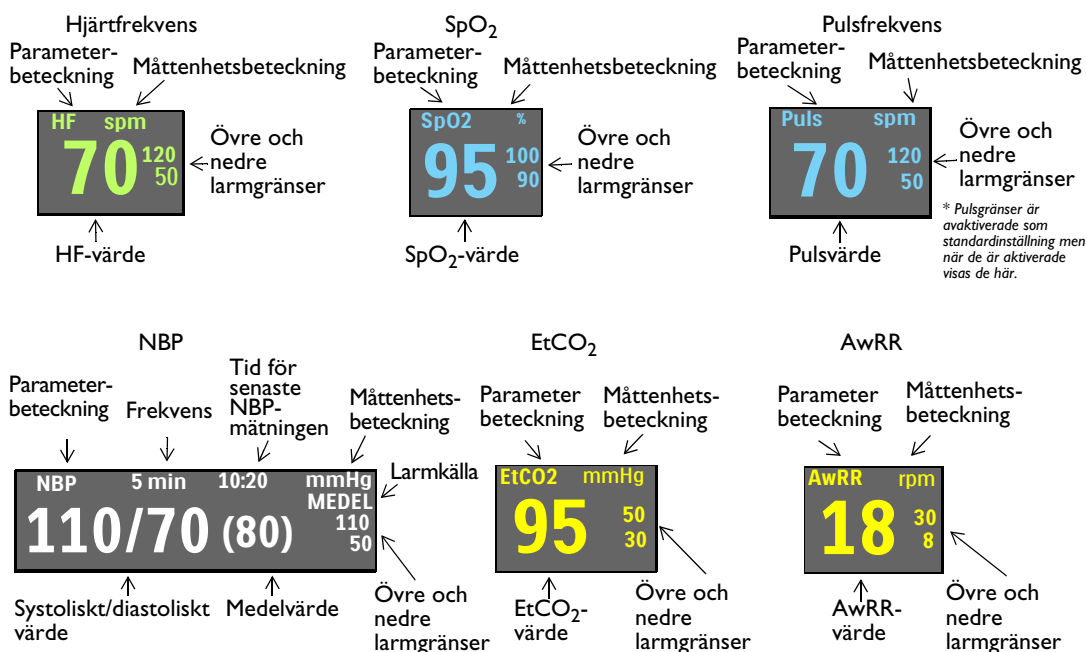 Hjärtfrekvens
Parameter-
beteckning
Måttenhetsbeteckning
HF spm
70
120
50
Övre och
nedre
larmgränser
HF-värde
SpO2
Parameter-
beteckning
Måttenhetsbeteckning
SpO2 %
95
100
90
Övre och
nedre
larmgränser
SpO2-värde
Pulsfrekvens
Parameter-
beteckning
Måttenhetsbeteckning
Puls spm
70
120
50
Övre och
nedre
larmgränser
* Pulsgränser är
avaktiverade som
standardinställning men
när de är aktiverade
visas de här.
Pulsvärde
NBP
Parameter-
beteckning
Frekvens
Tid för
senaste
NBP-
mätningen
Måttenhets-
beteckning
Larmkälla
NBP 5 min 10:20 mmHg
MEDEL
110/70 (80)
110
50
Systoliskt/diastoliskt
värde
Medelvärde
Övre och
nedre
larmgränser
EtCO2
Parameter
beteckning
Måttenhets-
beteckning
EtCO2 mmHg
95
50
30
EtCO2-
värde
Övre och
nedre
larmgränser
AwRR
Parameter
beteckning
Måttenhets-
beteckning
AwRR rpm
18
30
8
AwRR-
värde
Övre och
nedre
larmgränser